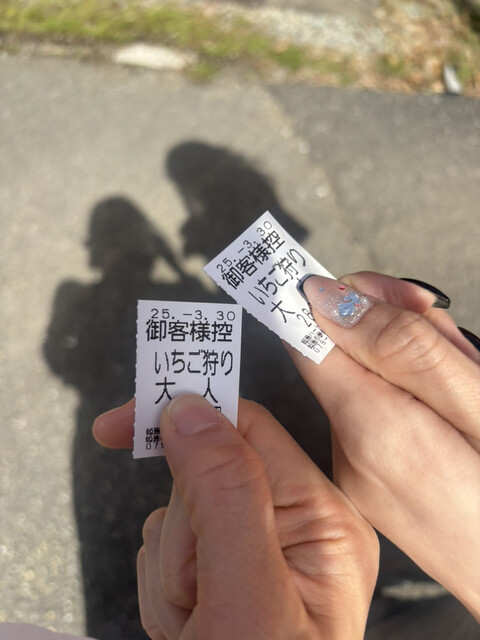 25.-3.30
御客様控
いちご狩り
大 人
25.-3.30
御客様控
いちご狩り
大